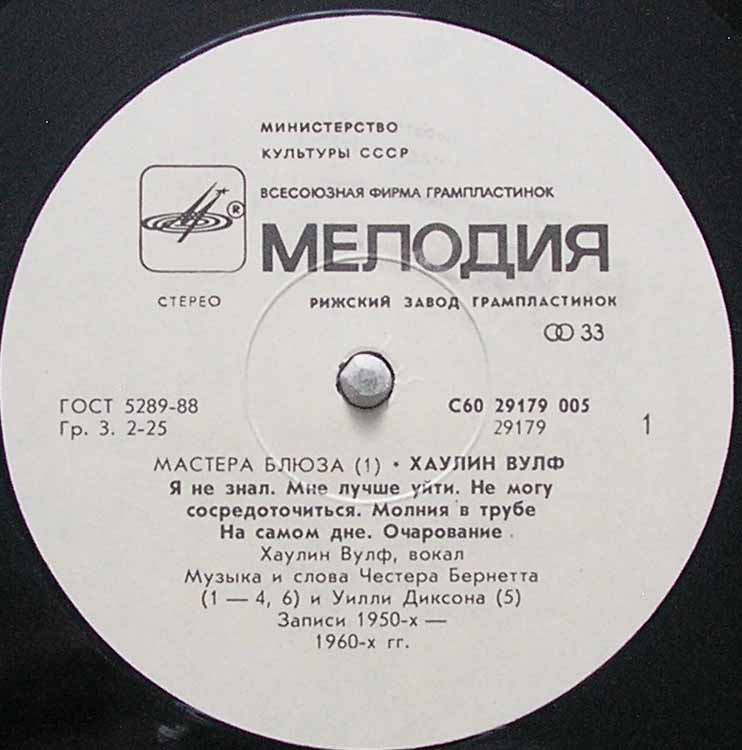 МИНИСТЕРСТВО
КУЛЬТУРЫ СССР
ВСЕСОЮЗНАЯ ФИРМА ГРАМПЛАСТИНОК
®
МЕЛОДИЯ
СТЕРЕО
РИЖСКИЙ ЗАВОД ГРАМПЛАСТИНОК
33
ГОСТ 5289-88
С60 29179 005
Гр. 3. 2-25
29179
1
МАСТЕРА БЛЮЗА (1) • ХАУЛИН ВУЛФ
Я не знал. Мне лучше уйти. Не могу
сосредоточиться. Молния в трубе
На самом дне. Очарование
Хаулин Вулф, вокал
Музыка и слова Честера Бернетта
(1 — 4, 6) и Уилли Диксона (5)
Записи 1950-х —
1960-х гг.